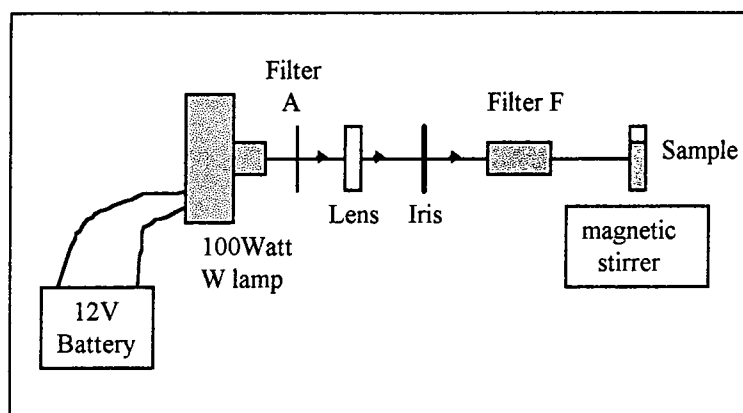 Filter
A
Filter F
Sample
Lens
Iris
100Watt
W lamp
magnetic
stirrer
12V
Battery